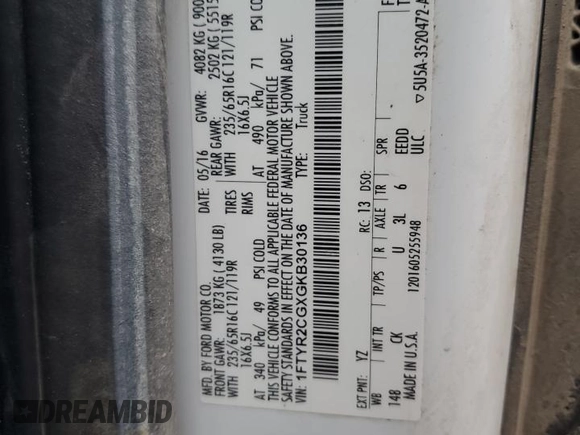 MFD. BY FORD MOTOR CO.
DATE: 05/16 GVWR: 4082 KG ( 900
FRONT GAWR: 1873 KG ( 4130 LB)
REAR GAWR: 2502 KG ( 5515
WITH 235/65R16C 121/119R TIRES
WITH 235/65R16C 121/119R
16X6.5J RIMS
16X6.5J
AT 340 kPa/ 49 PSI COLD
AT 490 kPa/ 71 PSI COL
THIS VEHICLE CONFORMS TO ALL APPLICABLE FEDERAL MOTOR VEHICLE
SAFETY STANDARDS IN EFFECT ON THE DATE OF MANUFACTURE SHOWN ABOVE.
VIN: 1FTYR2CGXGKB30136
TYPE: Truck
EXT PNT: YZ RC: 13 DSO:
WB INT TR TP/PS R AXLE TR SPR
148 CK U 3L 6 EEDD
MADE IN U.S.A. 1201605255948 ULC
5U5A-3520472-A
DREAMBID